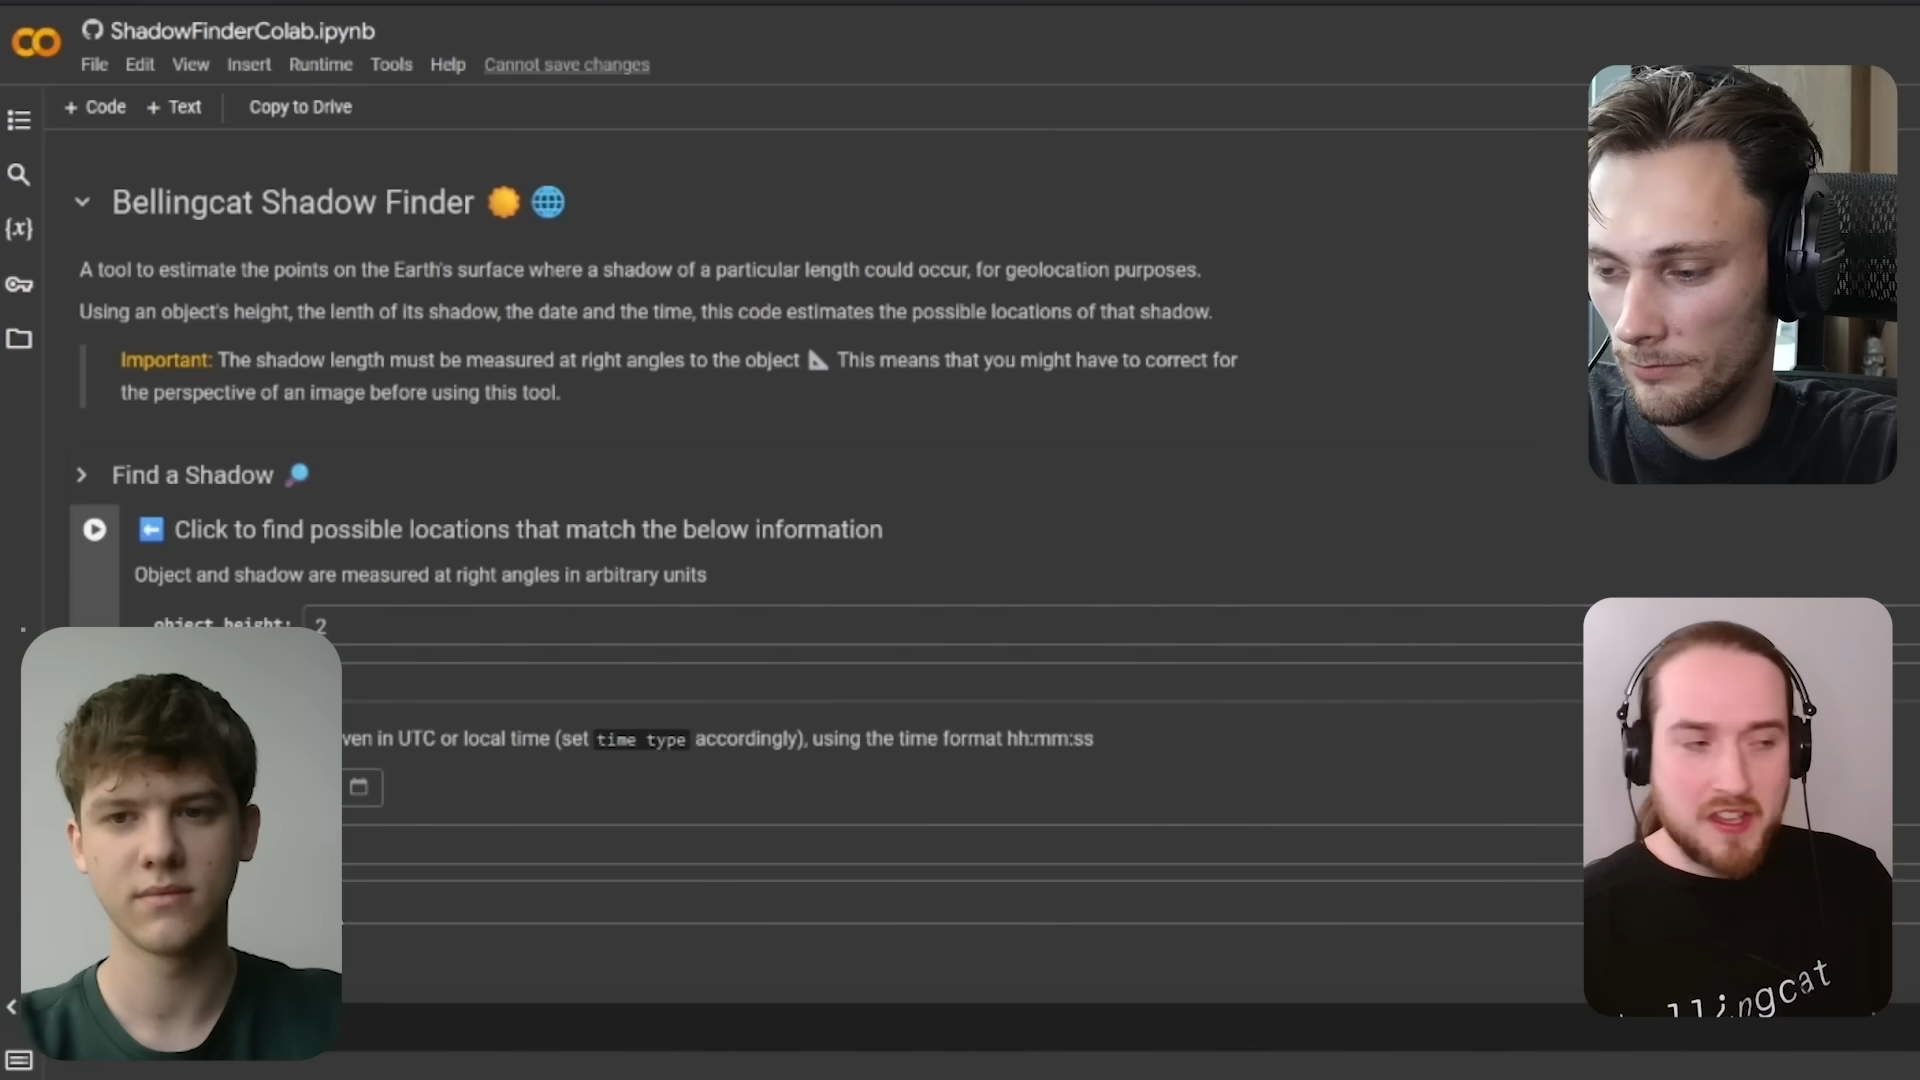 ShadowFinderColab.ipynb
File Edit View Insert Runtime Tools Help Cannot save changes
+ Code + Text Copy to Drive
Bellingcat Shadow Finder
A tool to estimate the points on the Earth's surface where a shadow of a particular length could occur, for geolocation purposes.
Using an object's height, the lenth of its shadow, the date and the time, this code estimates the possible locations of that shadow.
Important: The shadow length must be measured at right angles to the object This means that you might have to correct for
the perspective of an image before using this tool.
{x}
Find a Shadow
Click to find possible locations that match the below information
Object and shadow are measured at right angles in arbitrary units
object_height: 2
ven in UTC or local time (set time_type accordingly), using the time format hh:mm:ss
llingcat